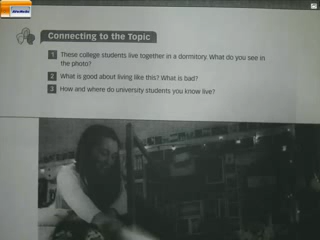 Connecting to the Topic
1 These college students live together in a dormitory. What do you see in
the photo?
2 What is good about living like this? What is bad?
3 How and where do university students you know live?